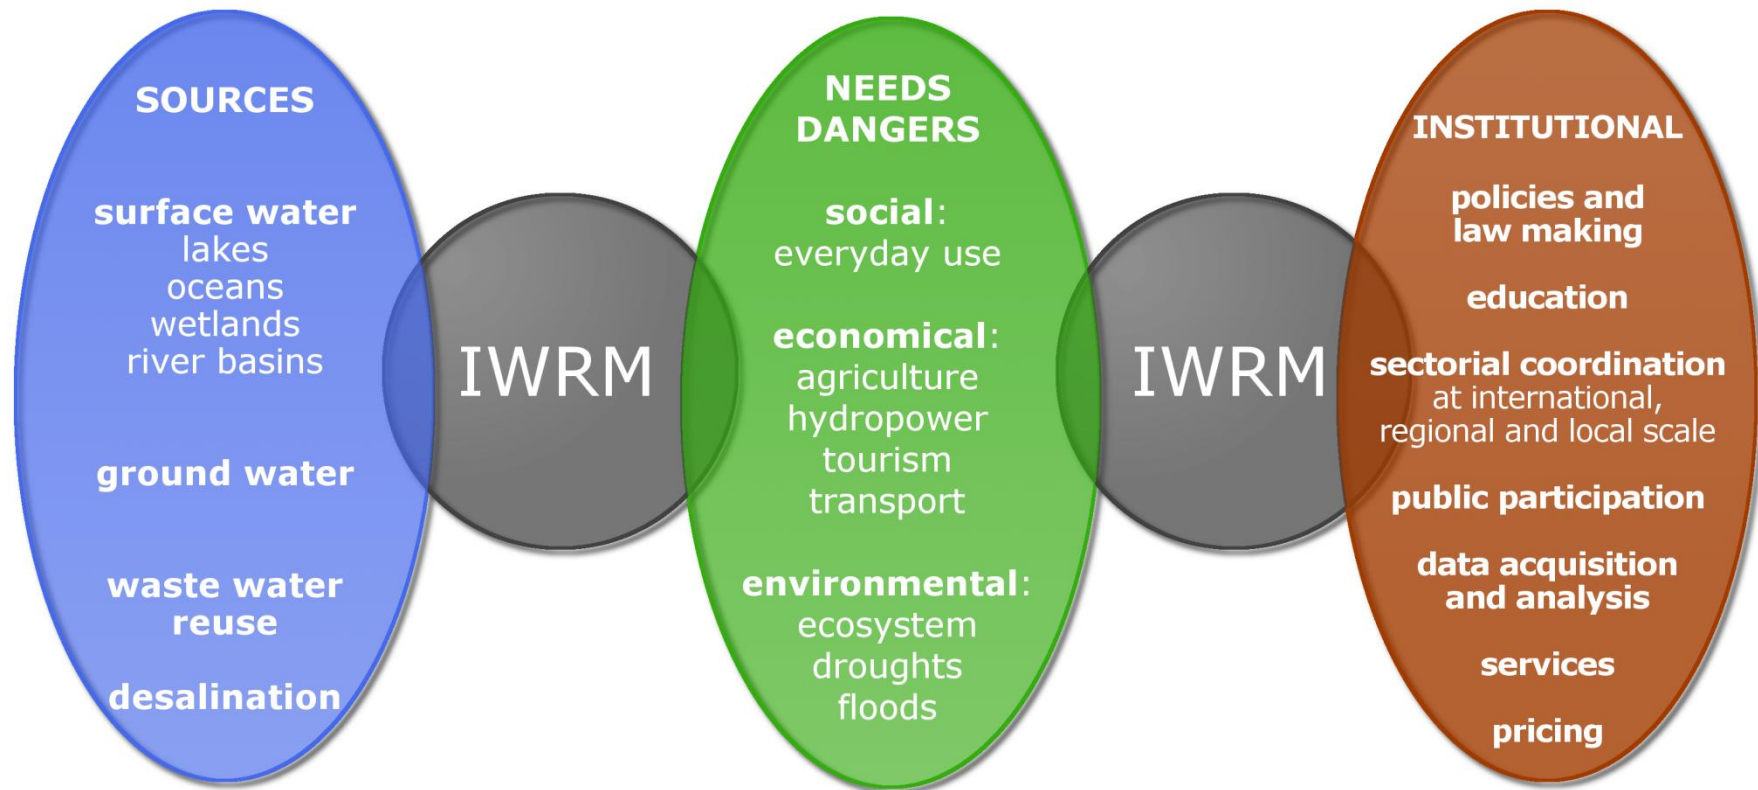 SOURCES
surface water
lakes
oceans
wetlands
river basins
ground water
waste water
reuse
desalination
IWRM
NEEDS
DANGERS
social:
everyday use
economical:
agriculture
hydropower
tourism
transport
environmental:
ecosystem
droughts
floods
IWRM
INSTITUTIONAL
policies and
law making
education
sectorial coordination
at international,
regional and local scale
public participation
data acquisition
and analysis
services
pricing